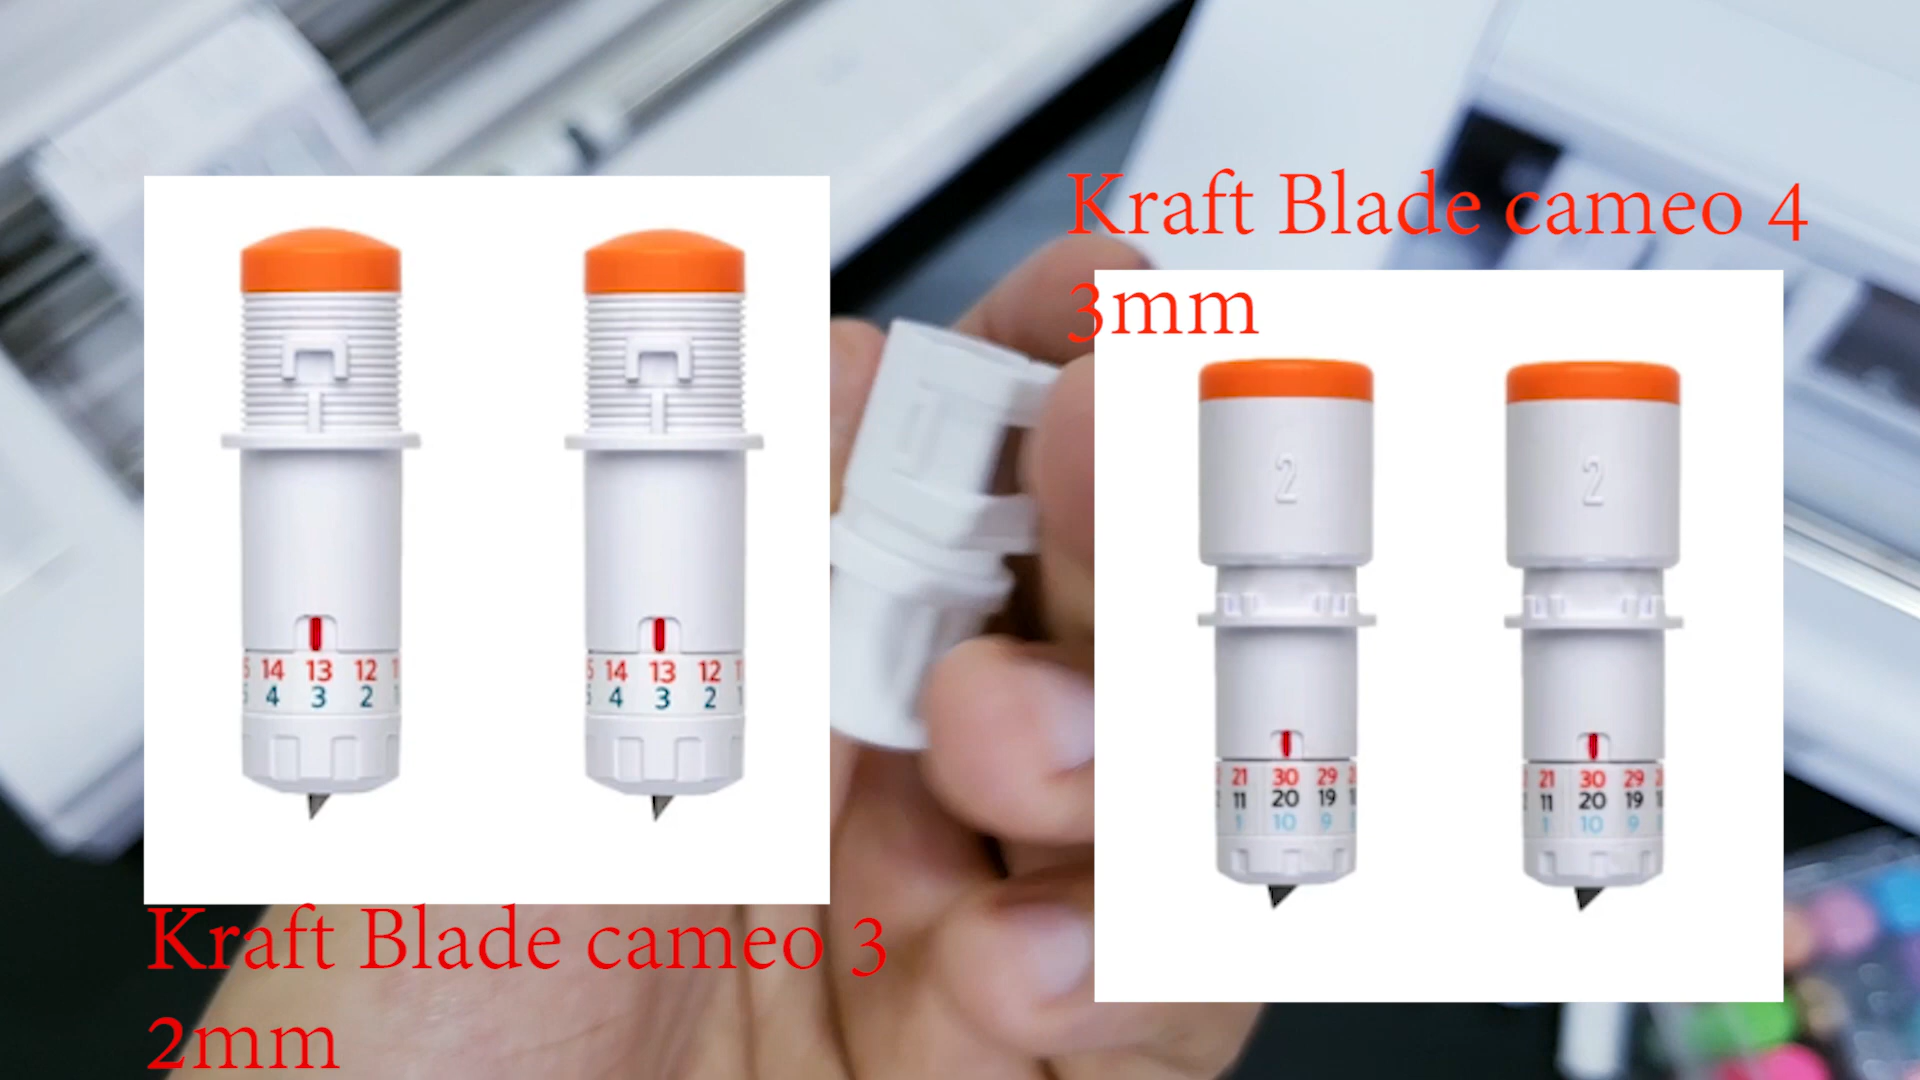 Kraft Blade cameo 4
3mm
2
2
14 13 12
4 3 2
14 13 12
4 3 2
21 30 29
11 20 19
1 10 9
21 30 29
11 20 19
1 10 9
Kraft Blade cameo 3
2mm